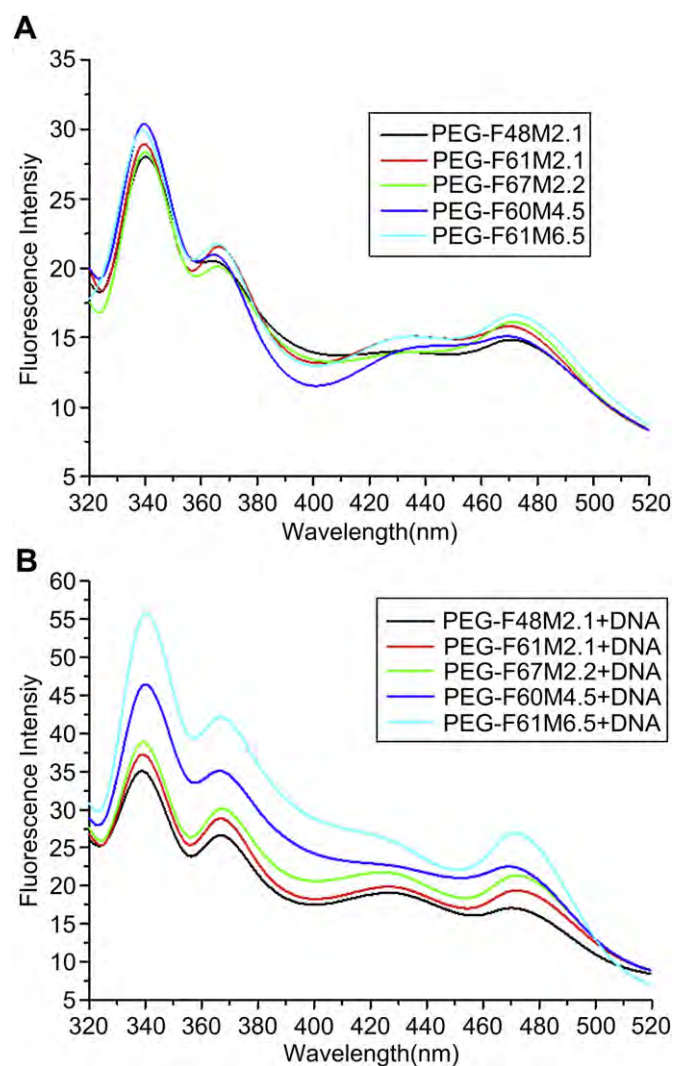 A
35
30
25
20
15
10
5
Fluorescence Intensiy
PEG-F48M2.1
PEG-F61M2.1
PEG-F67M2.2
PEG-F60M4.5
PEG-F61M6.5
320 340 360 380 400 420 440 460 480 500 520
Wavelength(nm)
B
60
55
50
45
40
35
30
25
20
15
10
5
Fluorescence Intensiy
PEG-F48M2.1+DNA
PEG-F61M2.1+DNA
PEG-F67M2.2+DNA
PEG-F60M4.5+DNA
PEG-F61M6.5+DNA
320 340 360 380 400 420 440 460 480 500 520
Wavelength(nm)